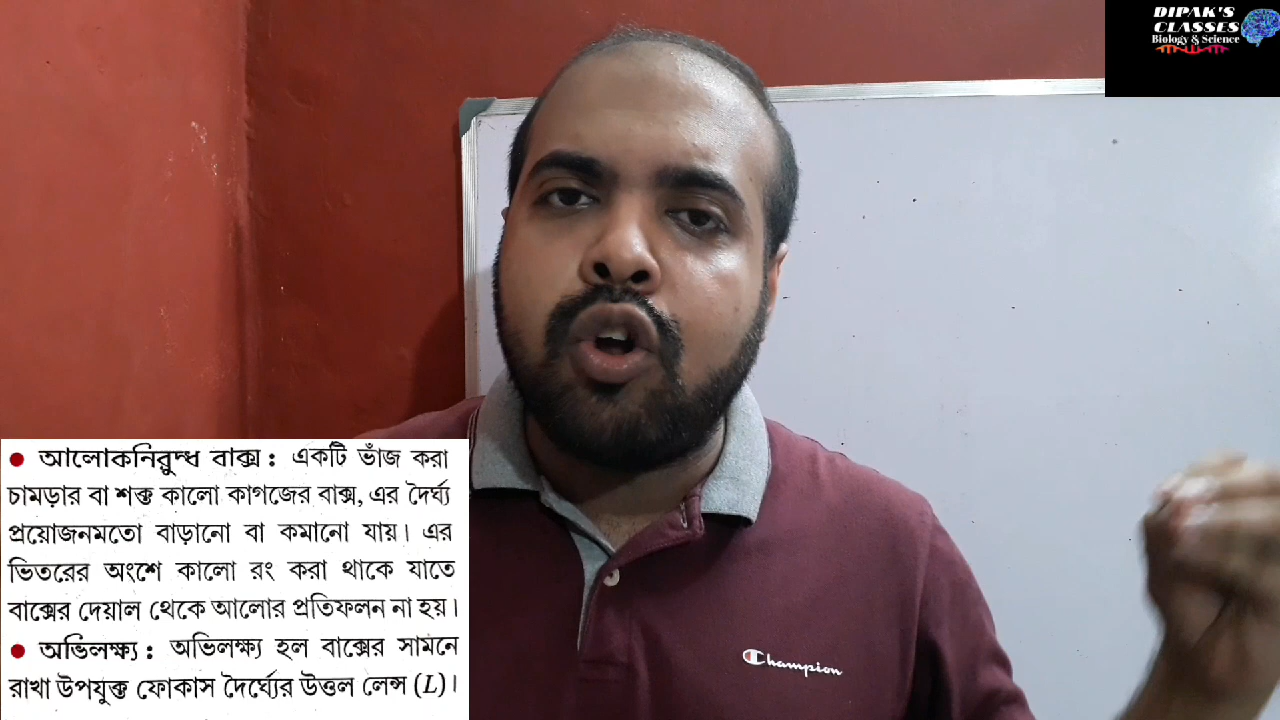 DIPAK'S
CLASSES
Biology & Science
● আলোকনিরুদ্ধ বাক্স : একটি ভাঁজ করা
চামড়ার বা শক্ত কালো কাগজের বাক্স, এর দৈর্ঘ্য
প্রয়োজনমতো বাড়ানো বা কমানো যায়। এর
ভিতরের অংশে কালো রং করা থাকে যাতে
বাক্সের দেয়াল থেকে আলোর প্রতিফলন না হয়।
● অভিলক্ষ্য : অভিলক্ষ্য হল বাক্সের সামনে
রাখা উপযুক্ত ফোকাস দৈর্ঘ্যের উত্তল লেন্স (L)।
Champion